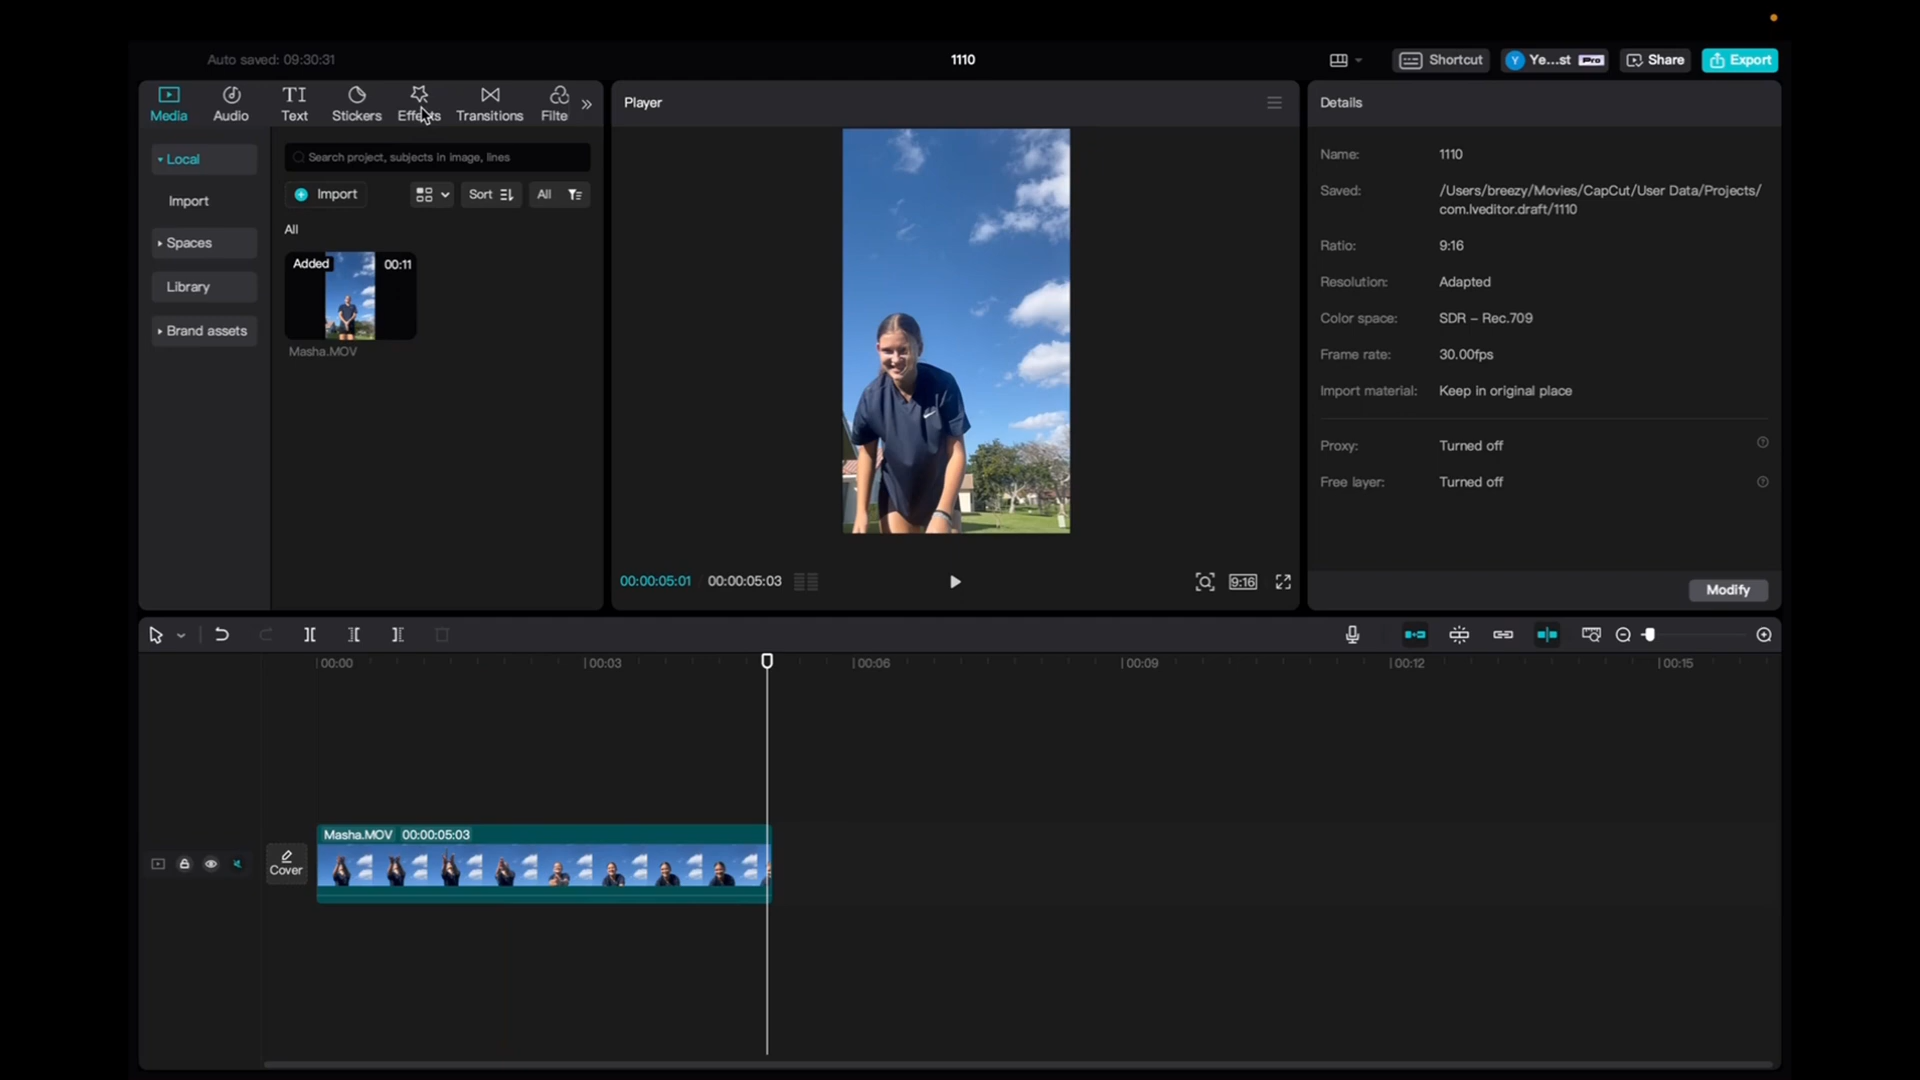 Auto saved: 09:30:31
1110
Shortcut
Ye...st
Pro
Share
Export
Media
Audio
TI
Text
Stickers
Effects
Transitions
Filte
Local
Import
Spaces
Library
Brand assets
Search project, subjects in image, lines
Import
Sort
All
All
Added
00:11
Masha.MOV
Player
00:00:05:01
00:00:05:03
9:16
Details
Name: 1110
Saved: /Users/breezy/Movies/CapCut/User Data/Projects/
com.lveditor.draft/1110
Ratio: 9:16
Resolution: Adapted
Color space: SDR – Rec.709
Frame rate: 30.00fps
Import material: Keep in original place
Proxy: Turned off
Free layer: Turned off
Modify
00:00
00:03
00:06
00:09
00:12
00:15
Cover
Masha.MOV 00:00:05:03